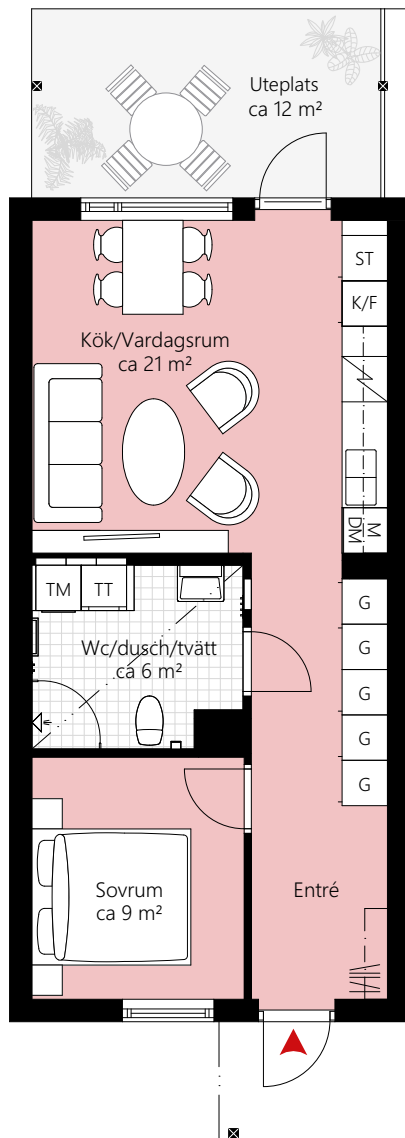 Uteplats
ca 12 m²
ST
K/F
Kök/Vardagsrum
ca 21 m²
M
DM
TM
TT
G
Wc/dusch/tvätt
ca 6 m²
G
G
G
G
Sovrum
ca 9 m²
Entré